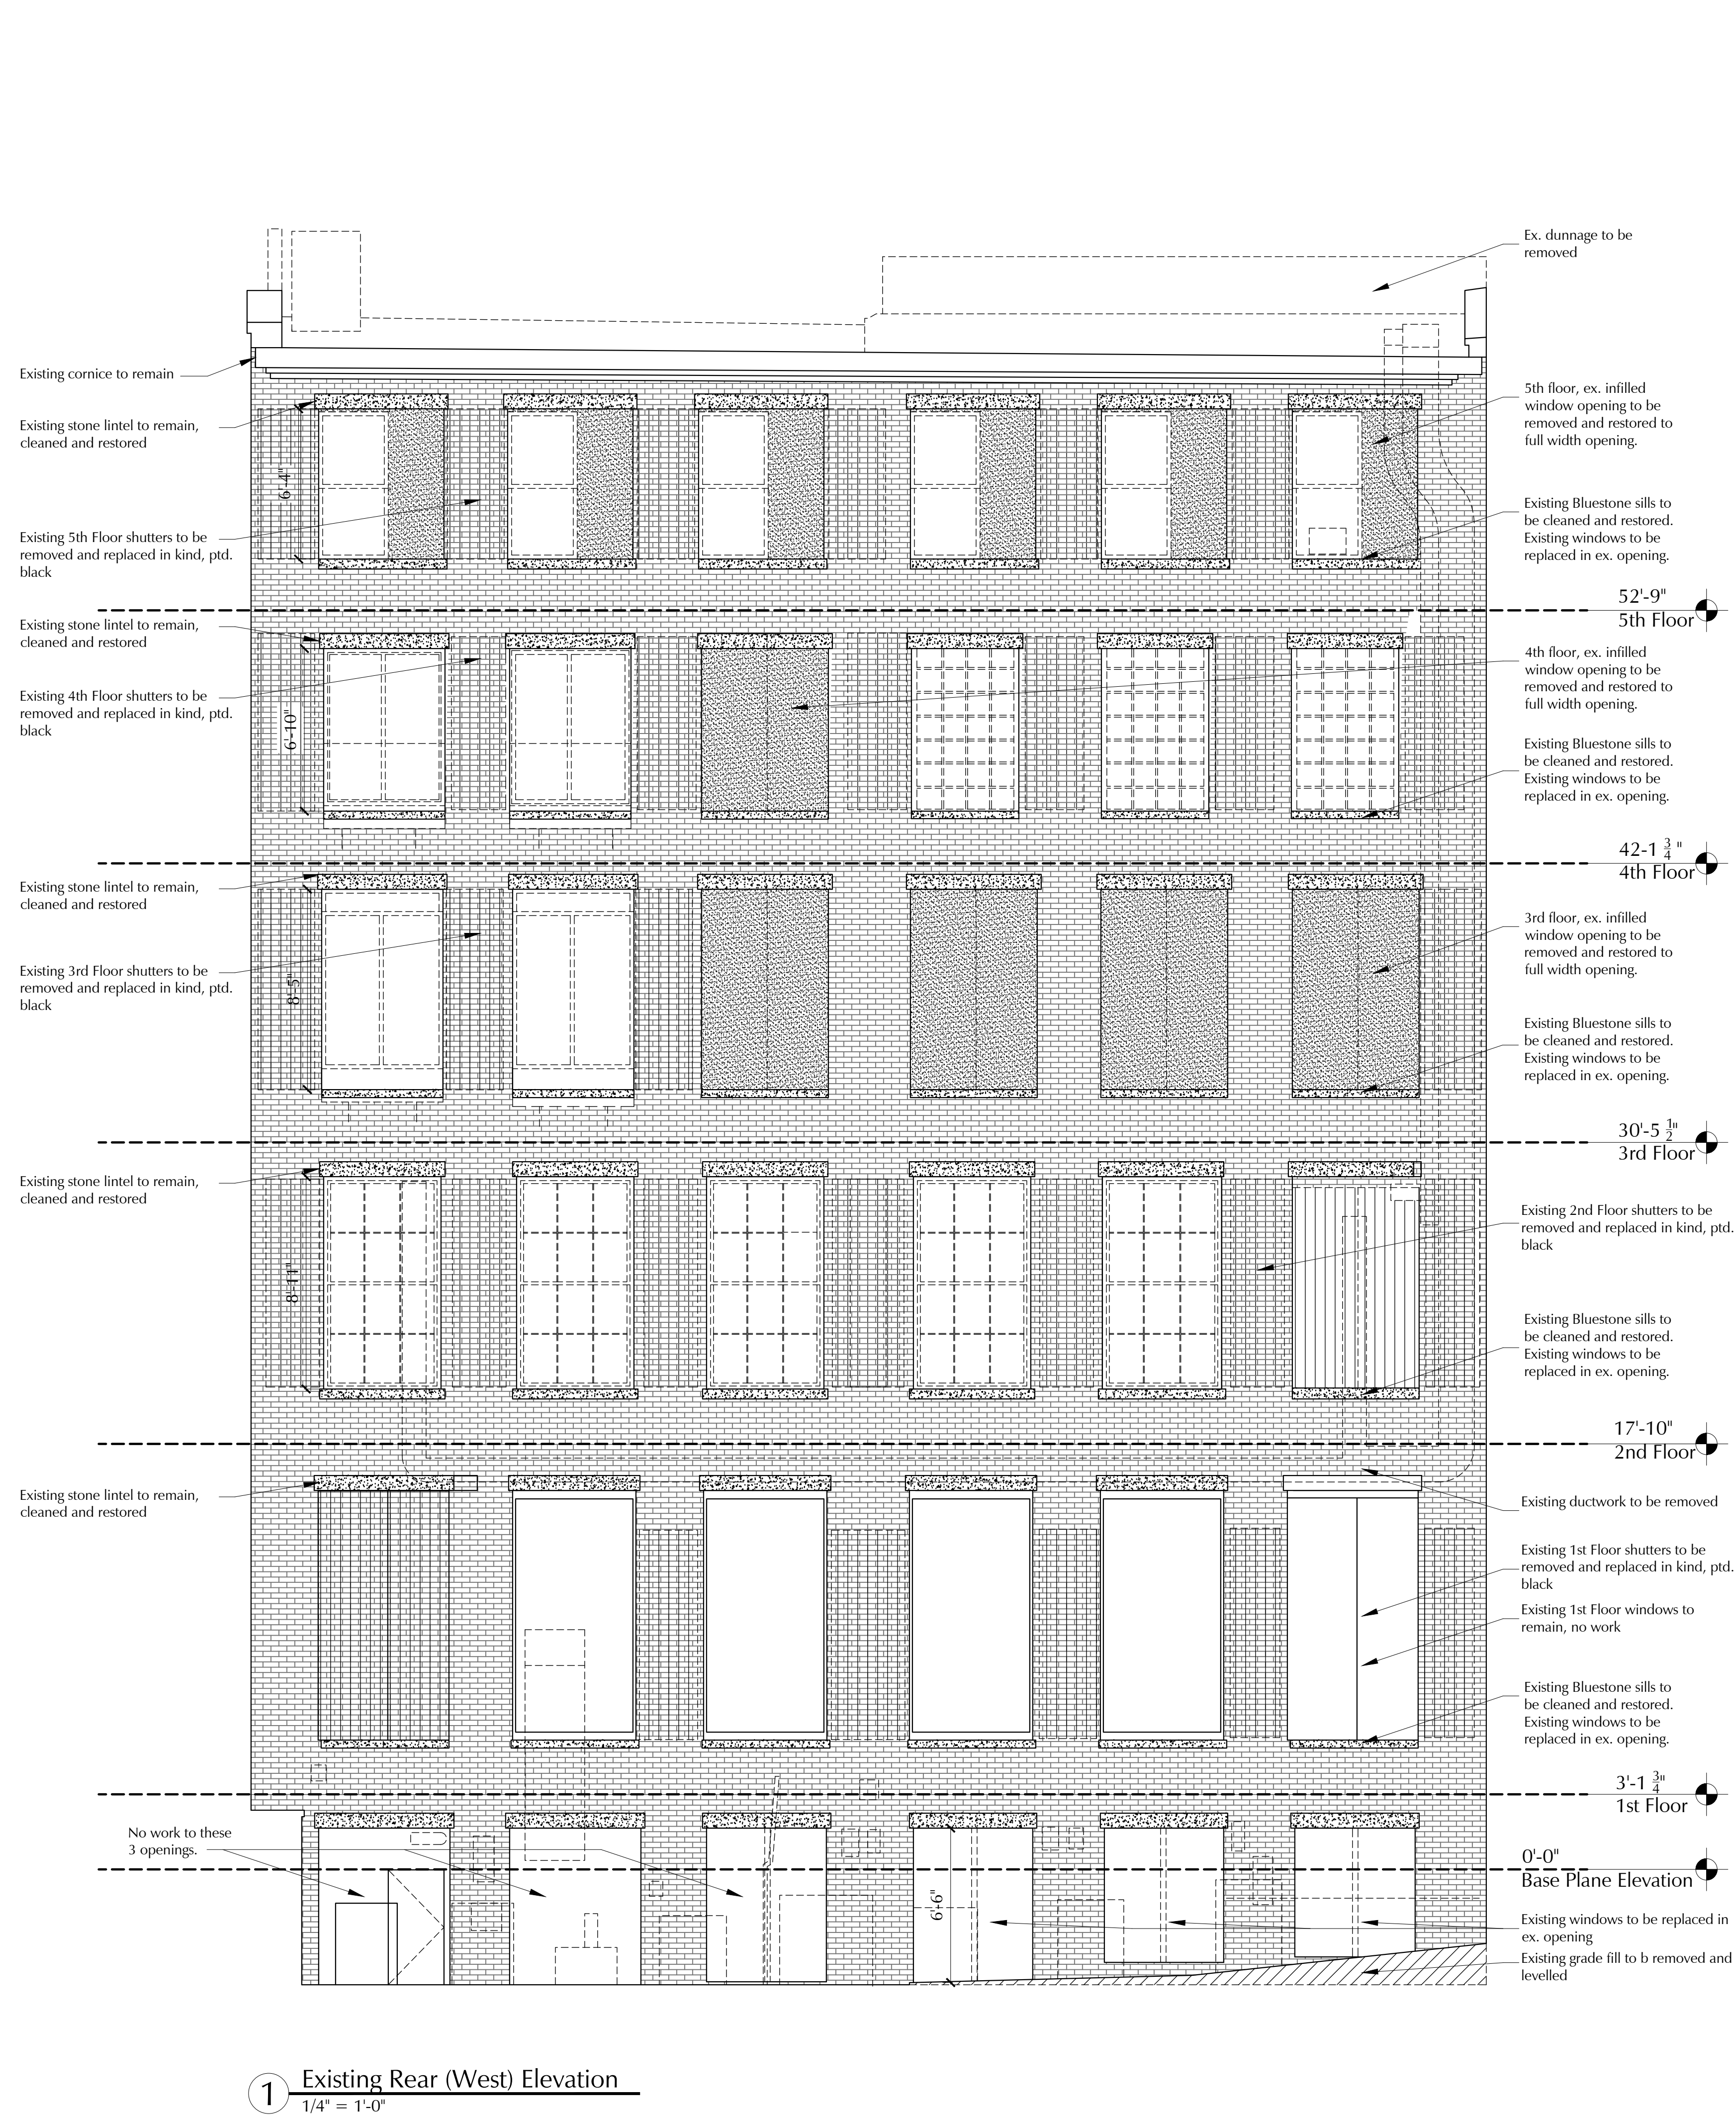 Ex. dunnage to be
removed
Existing cornice to remain
Existing stone lintel to remain,
cleaned and restored
5th floor, ex. infilled
window opening to be
removed and restored to
full width opening.
6'-4"
Existing 5th Floor shutters to be
removed and replaced in kind, ptd.
black
Existing Bluestone sills to
be cleaned and restored.
Existing windows to be
replaced in ex. opening.
52'-9"
5th Floor
Existing stone lintel to remain,
cleaned and restored
4th floor, ex. infilled
window opening to be
removed and restored to
full width opening.
Existing 4th Floor shutters to be
removed and replaced in kind, ptd.
black
6'-10"
Existing Bluestone sills to
be cleaned and restored.
Existing windows to be
replaced in ex. opening.
42-1 3/4 "
4th Floor
Existing stone lintel to remain,
cleaned and restored
3rd floor, ex. infilled
window opening to be
removed and restored to
full width opening.
Existing 3rd Floor shutters to be
removed and replaced in kind, ptd.
black
8'-5"
Existing Bluestone sills to
be cleaned and restored.
Existing windows to be
replaced in ex. opening.
30'-5 1/2"
3rd Floor
Existing stone lintel to remain,
cleaned and restored
Existing 2nd Floor shutters to be
removed and replaced in kind, ptd.
black
8'-11"
Existing Bluestone sills to
be cleaned and restored.
Existing windows to be
replaced in ex. opening.
17'-10"
2nd Floor
Existing stone lintel to remain,
cleaned and restored
Existing ductwork to be removed
Existing 1st Floor shutters to be
removed and replaced in kind, ptd.
black
Existing 1st Floor windows to
remain, no work
Existing Bluestone sills to
be cleaned and restored.
Existing windows to be
replaced in ex. opening.
3'-1 3/4"
1st Floor
No work to these
3 openings.
0'-0"
Base Plane Elevation
6'-6"
Existing windows to be replaced in
ex. opening
Existing grade fill to b removed and
levelled
1
Existing Rear (West) Elevation
1/4" = 1'-0"